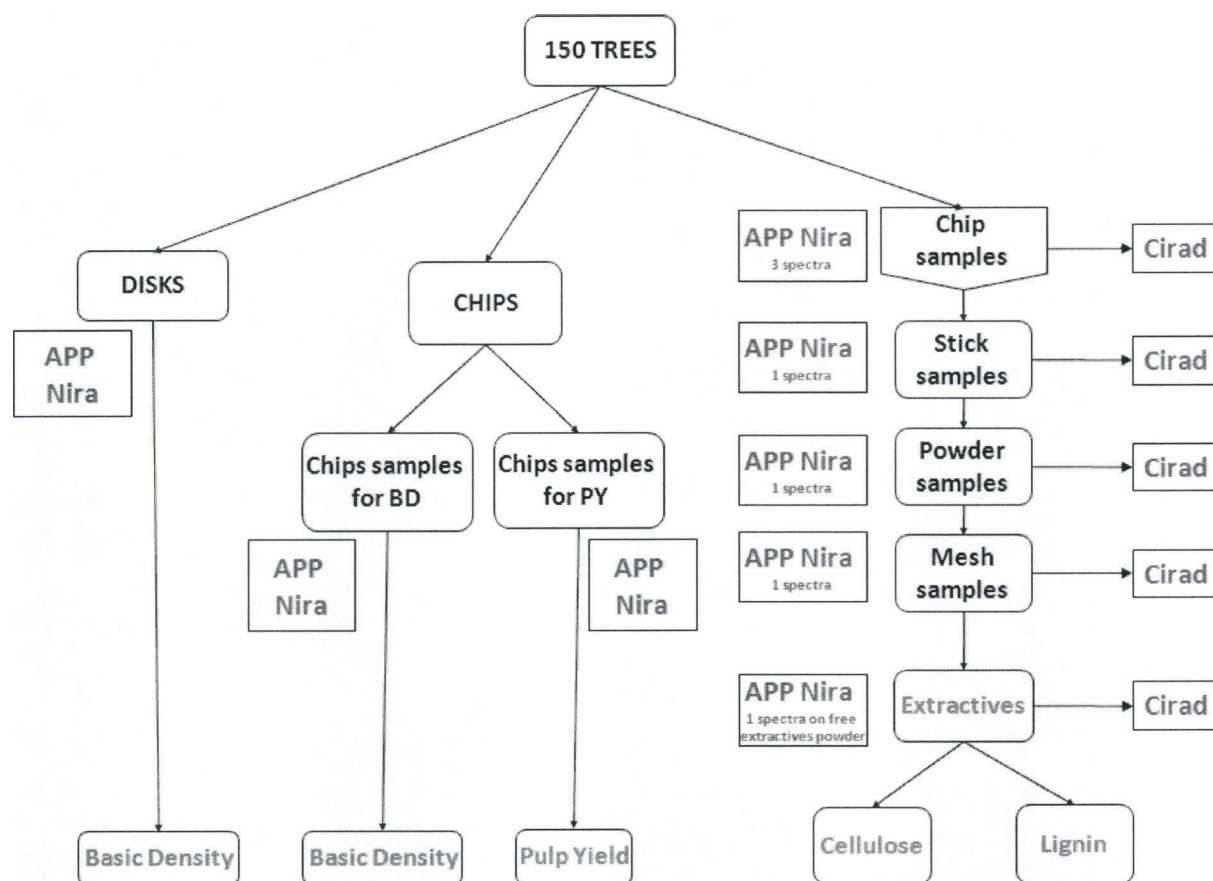 150 TREES
DISKS
APP
Nira
Basic Density
CHIPS
Chips samples
for BD
APP
Nira
Basic Density
Chips samples
for PY
APP
Nira
Pulp Yield
APP Nira
3 spectra
Chip
samples
Cirad
APP Nira
1 spectra
Stick
samples
Cirad
APP Nira
1 spectra
Powder
samples
Cirad
APP Nira
1 spectra
Mesh
samples
Cirad
APP Nira
1 spectra on free
extractives powder
Extractives
Cirad
Cellulose
Lignin